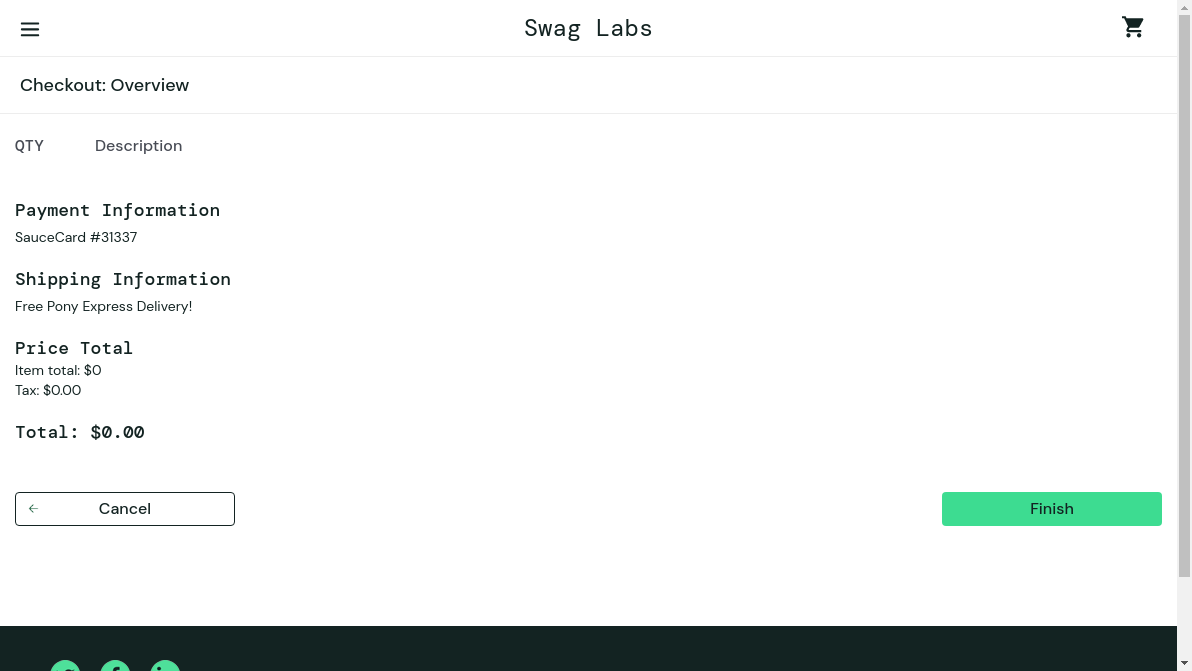 Swag Labs
Checkout: Overview
QTY Description
Payment Information
SauceCard #31337
Shipping Information
Free Pony Express Delivery!
Price Total
Item total: $0
Tax: $0.00
Total: $0.00
Cancel
Finish